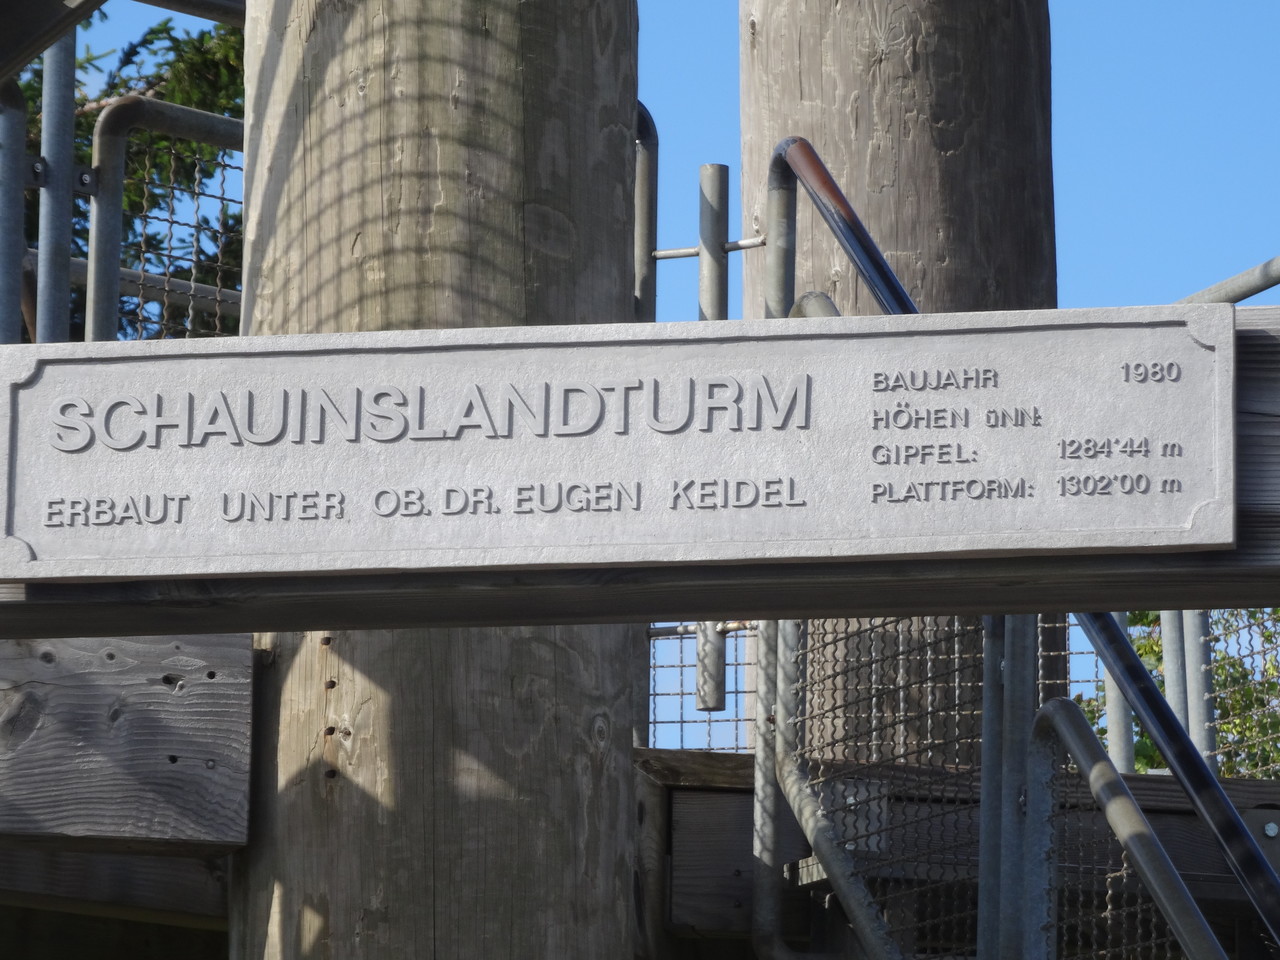 SCHAUINSLANDTURM
ERBAUT UNTER OB. DR. EUGEN KEIDEL
BAUJAHR 1980
HÖHEN üNN:
GIPFEL: 1284'44 m
PLATTFORM: 1302'00 m